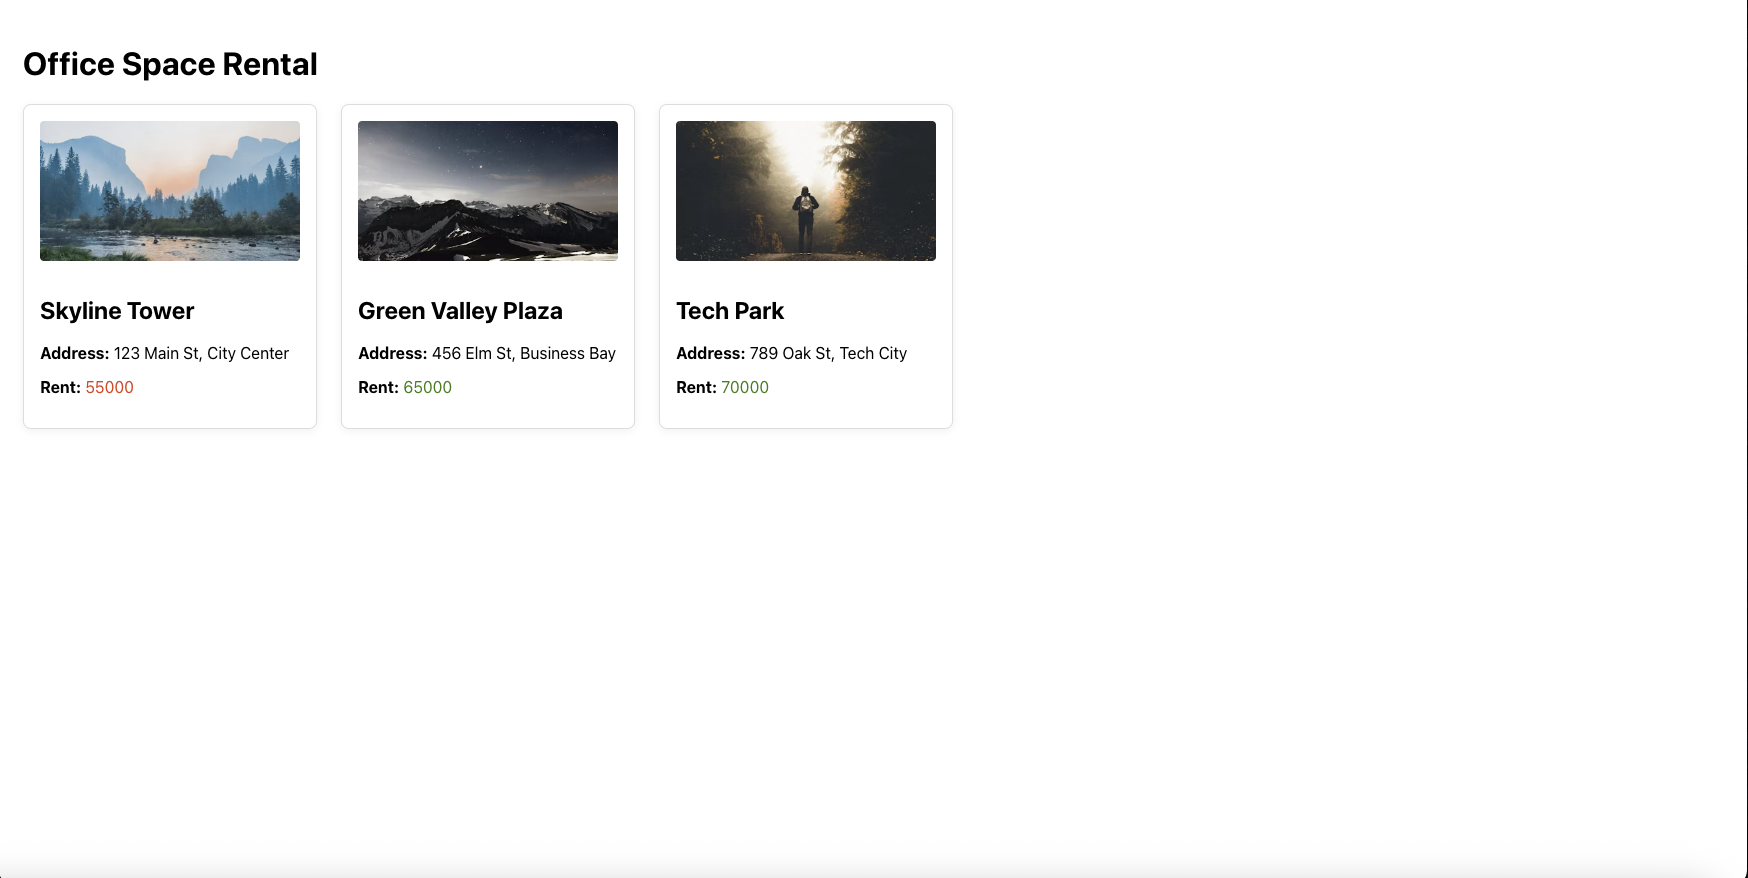 Office Space Rental
Skyline Tower
Address: 123 Main St, City Center
Rent: 55000
Green Valley Plaza
Address: 456 Elm St, Business Bay
Rent: 65000
Tech Park
Address: 789 Oak St, Tech City
Rent: 70000